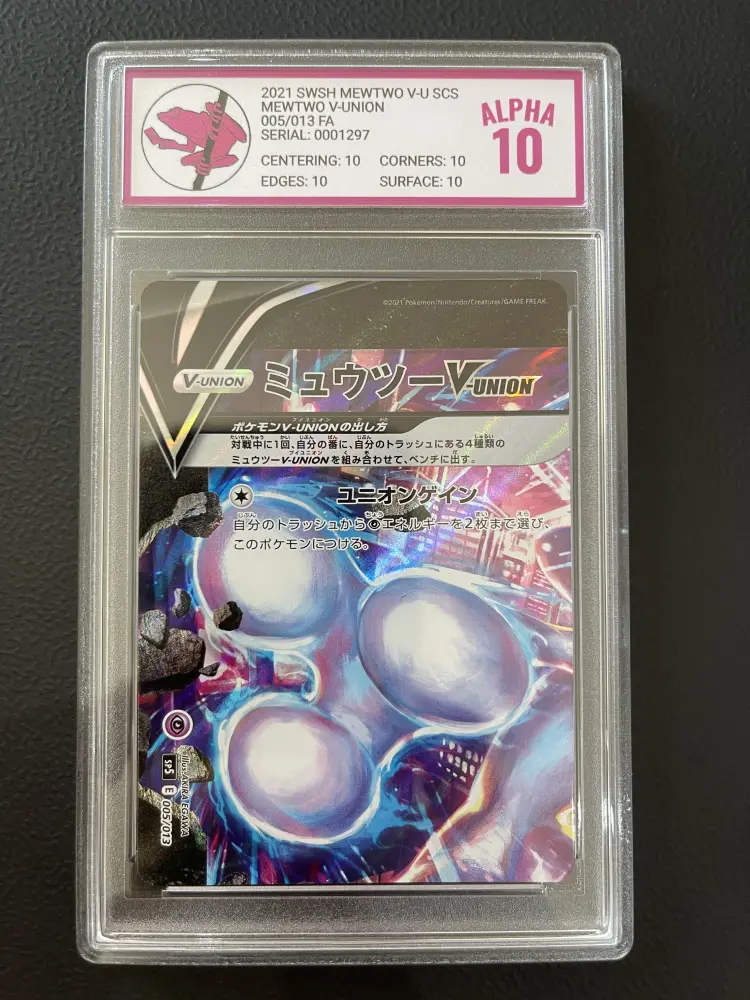 2021 SWSH MEWTWO V-U SCS
MEWTWO V-UNION
005/013 FA
SERIAL: 0001297
CENTERING: 10 CORNERS: 10
EDGES: 10 SURFACE: 10
ALPHA
10
©2021 Pokémon/Nintendo/Creatures/GAME FREAK.
V-UNION
ミュウツーV-UNION
ポケモンV-UNIONの出し方
対戦中に1回、自分の番に、自分のトラッシュにある4種類の
ミュウツーV-UNIONを組み合わせて、ベンチに出す。
ユニオンゲイン
自分のトラッシュからエネルギーを2枚まで選び、
このポケモンにつける。
illus. AKIRA EGAWA
SP5
E
005/013